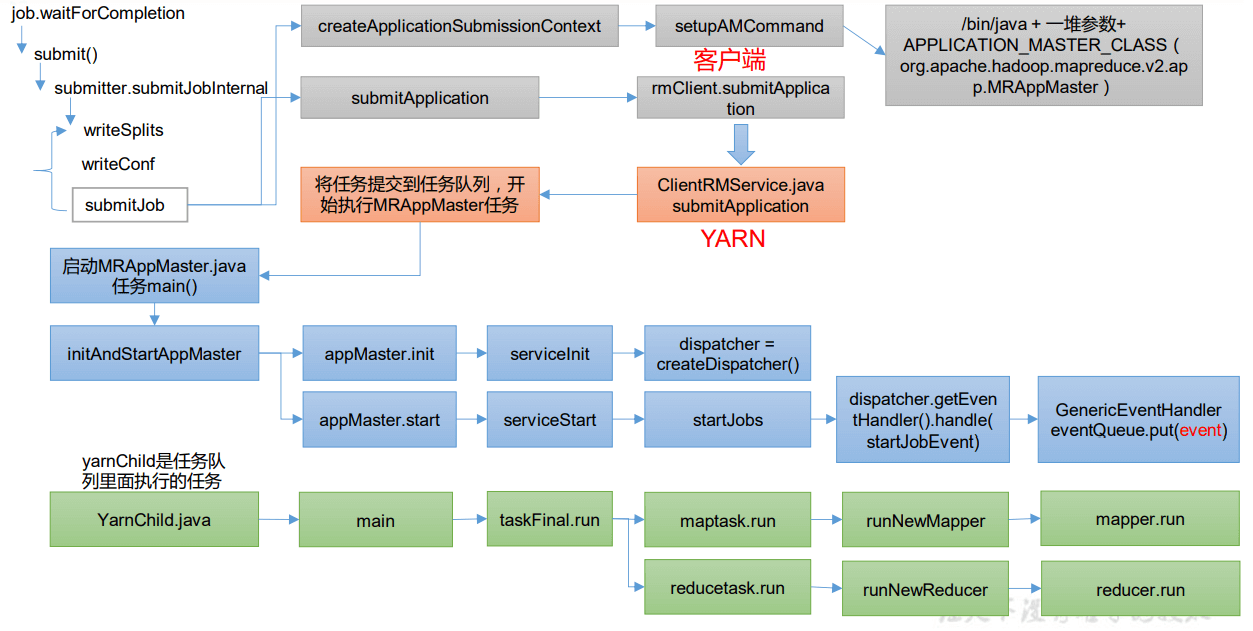 job.waitForCompletion
submit()
submitter.submitJobInternal
writeSplits
writeConf
submitJob
createApplicationSubmissionContext
setupAMCommand
/bin/java + 一堆参数+
APPLICATION_MASTER_CLASS（
org.apache.hadoop.mapreduce.v2.ap
p.MRAppMaster）
客户端
submitApplication
rmClient.submitApplica
tion
将任务提交到任务队列，开
始执行MRAppMaster任务
ClientRMService.java
submitApplication
YARN
启动MRAppMaster.java
任务main()
initAndStartAppMaster
appMaster.init
serviceInit
dispatcher =
createDispatcher()
appMaster.start
serviceStart
startJobs
dispatcher.getEven
tHandler().handle(
startJobEvent)
GenericEventHandler
eventQueue.put(event)
yarnChild是任务队
列里面执行的任务
YarnChild.java
main
taskFinal.run
maptask.run
runNewMapper
mapper.run
reducetask.run
runNewReducer
reducer.run